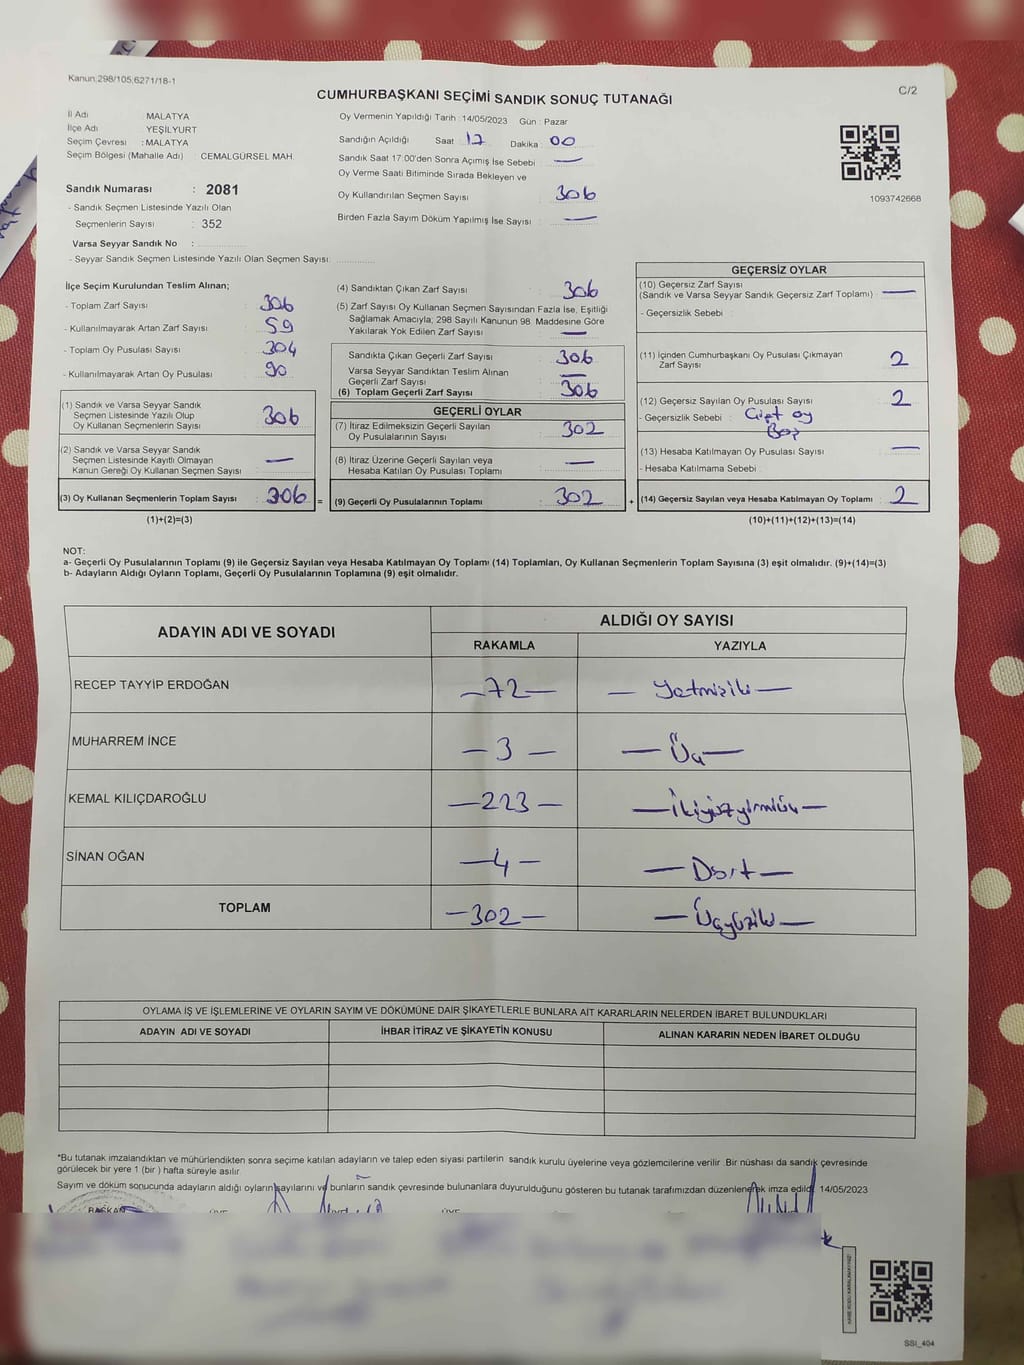 Kanun:298/105,6271/18-1
C/2
CUMHURBAŞKANI SEÇİMİ SANDIK SONUÇ TUTANAĞI
İl Adı MALATYA
İlçe Adı YEŞİLYURT
Seçim Çevresi : MALATYA
Seçim Bölgesi (Mahalle Adı) CEMALGÜRSEL MAH.
Sandık Numarası : 2081
- Sandık Seçmen Listesinde Yazılı Olan
Seçmenlerin Sayısı : 352
Varsa Seyyar Sandık No :
- Seyyar Sandık Seçmen Listesinde Yazılı Olan Seçmen Sayısı:
Oy Vermenin Yapıldığı Tarih : 14/05/2023 Gün : Pazar
Sandığın Açıldığı Saat 17 Dakika : 00
Sandık Saat 17:00'den Sonra Açımış İse Sebebi —
Oy Verme Saati Bitiminde Sırada Bekleyen ve
Oy Kullandırılan Seçmen Sayısı 306
Birden Fazla Sayım Döküm Yapılmış İse Sayısı : —
1093742668
İlçe Seçim Kurulundan Teslim Alınan;
- Toplam Zarf Sayısı : 306
- Kullanılmayarak Artan Zarf Sayısı : 59
- Toplam Oy Pusulası Sayısı : 304
- Kullanılmayarak Artan Oy Pusulası : 90
(1) Sandık ve Varsa Seyyar Sandık
Seçmen Listesinde Yazılı Olup
Oy Kullanan Seçmenlerin Sayısı : 306
(2) Sandık ve Varsa Seyyar Sandık
Seçmen Listesinde Kayıtlı Olmayan
Kanun Gereği Oy Kullanan Seçmen Sayısı —
(3) Oy Kullanan Seçmenlerin Toplam Sayısı : 306 =
(1)+(2)=(3)
(4) Sandıktan Çıkan Zarf Sayısı : 306
(5) Zarf Sayısı Oy Kullanan Seçmen Sayısından Fazla İse, Eşitliği
Sağlamak Amacıyla; 298 Sayılı Kanunun 98. Maddesine Göre
Yakılarak Yok Edilen Zarf Sayısı : —
Sandıkta Çıkan Geçerli Zarf Sayısı : 306
Varsa Seyyar Sandıktan Teslim Alınan
Geçerli Zarf Sayısı —
(6) Toplam Geçerli Zarf Sayısı : 306
GEÇERLİ OYLAR
(7) İtiraz Edilmeksizin Geçerli Sayılan
Oy Pusulalarının Sayısı : 302
(8) İtiraz Üzerine Geçerli Sayılan veya
Hesaba Katılan Oy Pusulası Toplamı : —
(9) Geçerli Oy Pusulalarının Toplamı : 302 +
GEÇERSİZ OYLAR
(10) Geçersiz Zarf Sayısı
(Sandık ve Varsa Seyyar Sandık Geçersiz Zarf Toplamı) : —
- Geçersizlik Sebebi :
(11) İçinden Cumhurbaşkanı Oy Pusulası Çıkmayan
Zarf Sayısı : 2
(12) Geçersiz Sayılan Oy Pusulası Sayısı : 2
- Geçersizlik Sebebi : Çift oy
Boş
(13) Hesaba Katılmayan Oy Pusulası Sayısı : —
- Hesaba Katılmama Sebebi
(14) Geçersiz Sayılan veya Hesaba Katılmayan Oy Toplamı : 2
(10)+(11)+(12)+(13)=(14)
NOT:
a- Geçerli Oy Pusulalarının Toplamı (9) ile Geçersiz Sayılan veya Hesaba Katılmayan Oy Toplamı (14) Toplamları, Oy Kullanan Seçmenlerin Toplam Sayısına (3) eşit olmalıdır. (9)+(14)=(3)
b- Adayların Aldığı Oyların Toplamı, Geçerli Oy Pusulalarının Toplamına (9) eşit olmalıdır.
ADAYIN ADI VE SOYADI ALDIĞI OY SAYISI
RAKAMLA YAZIYLA
RECEP TAYYİP ERDOĞAN —72— — Yetmişiki —
MUHARREM İNCE — 3 — — Üç —
KEMAL KILIÇDAROĞLU —223— —İkiyüzyirmiüç—
SİNAN OĞAN —4— — Dört —
TOPLAM —302— — Üçyüziki —
OYLAMA İŞ VE İŞLEMLERİNE VE OYLARIN SAYIM VE DÖKÜMÜNE DAİR ŞİKAYETLERLE BUNLARA AİT KARARLARIN NELERDEN İBARET BULUNDUKLARI
ADAYIN ADI VE SOYADI İHBAR İTİRAZ VE ŞİKAYETİN KONUSU ALINAN KARARIN NEDEN İBARET OLDUĞU
*Bu tutanak imzalandıktan ve mühürlendikten sonra seçime katılan adayların ve talep eden siyasi partilerin sandık kurulu üyelerine veya gözlemcilerine verilir. Bir nüshası da sandık çevresinde
görülecek bir yere 1 (bir ) hafta süreyle asılır.
Sayım ve döküm sonucunda adayların aldığı oyların sayılarını ve bunların sandık çevresinde bulunanlara duyurulduğunu gösteren bu tutanak tarafımızdan düzenlenerek imza edildi. 14/05/2023
BAŞKAN ÜYE ÜYE
SSI_404